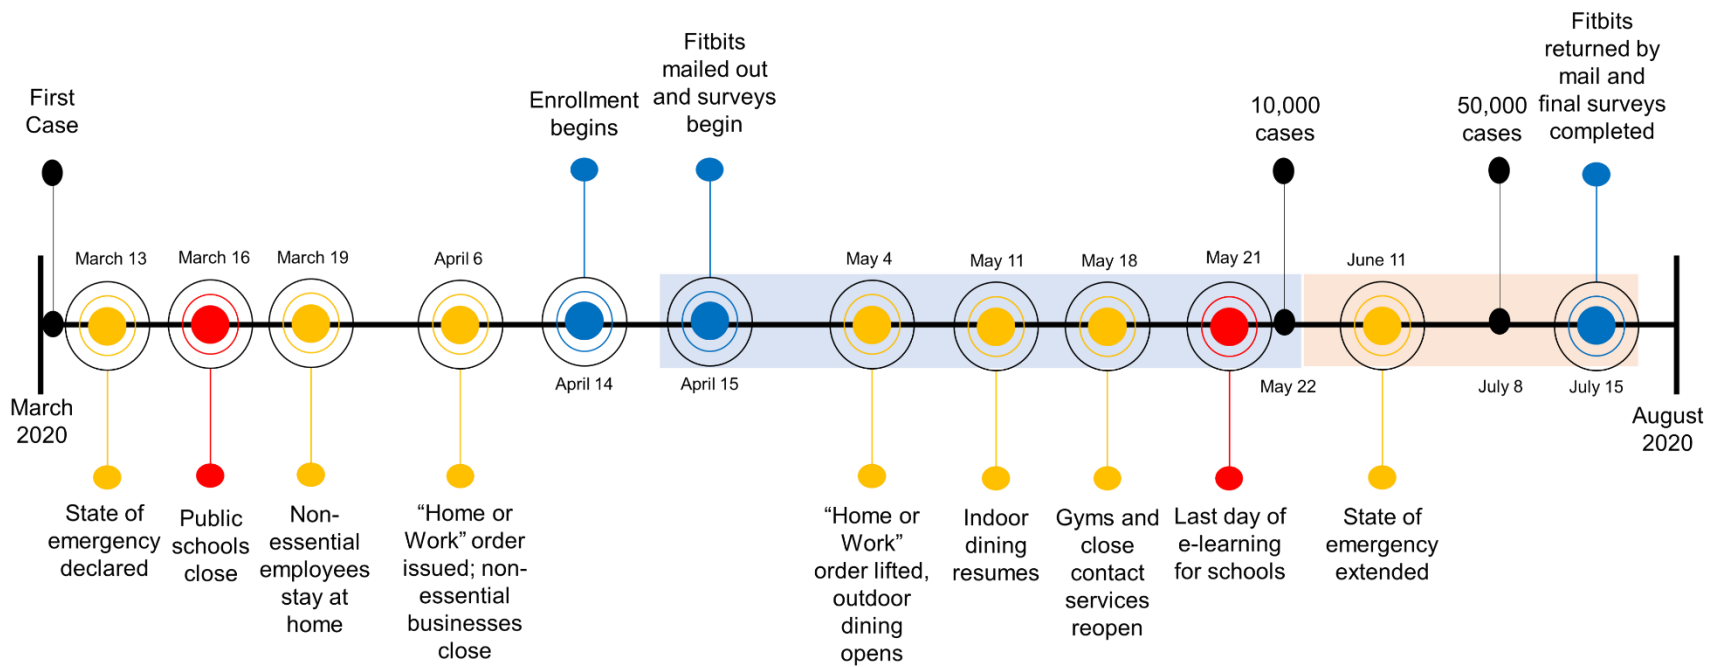 First
Case
Enrollment
begins
Fitbits
mailed out
and surveys
begin
10,000
cases
50,000
cases
Fitbits
returned by
mail and
final surveys
completed
March 13
March 16
March 19
April 6
May 4
May 11
May 18
May 21
June 11
April 14
April 15
May 22
July 8
July 15
March
2020
August
2020
State of
emergency
declared
Public
schools
close
Non-
essential
employees
stay at
home
“Home or
Work” order
issued; non-
essential
businesses
close
“Home or
Work”
order lifted,
outdoor
dining
opens
Indoor
dining
resumes
Gyms and
close
contact
services
reopen
Last day of
e-learning
for schools
State of
emergency
extended